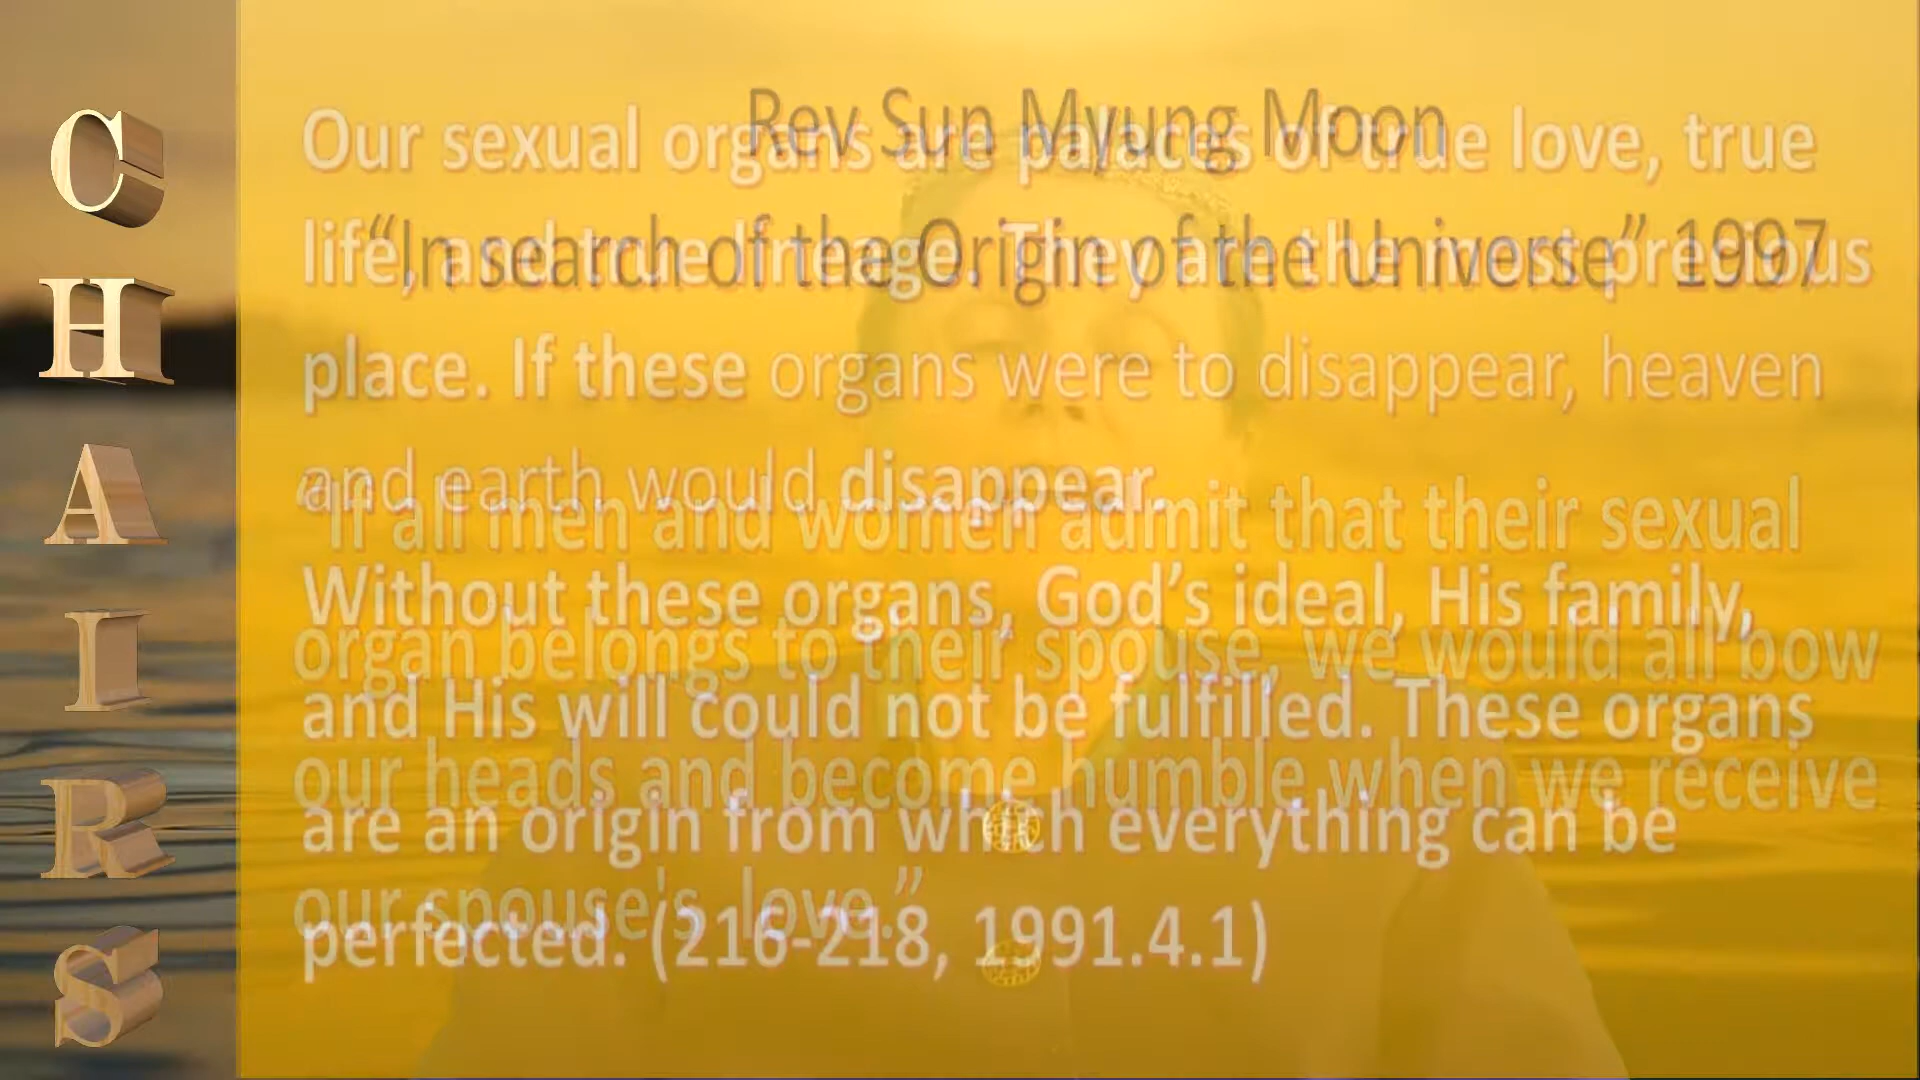 CHAIRS
Rev Sun Myung Moon
“In search of the Origin of the Universe” 1997
“If all men and women admit that their sexual
organ belongs to their spouse, we would all bow
our heads and become humble when we receive
our spouse's love.”
Our sexual organs are palaces of true love, true
life, and true lineage. They are the most precious
place. If these organs were to disappear, heaven
and earth would disappear.
Without these organs, God’s ideal, His family,
and His will could not be fulfilled. These organs
are an origin from which everything can be
perfected. (216-218, 1991.4.1)